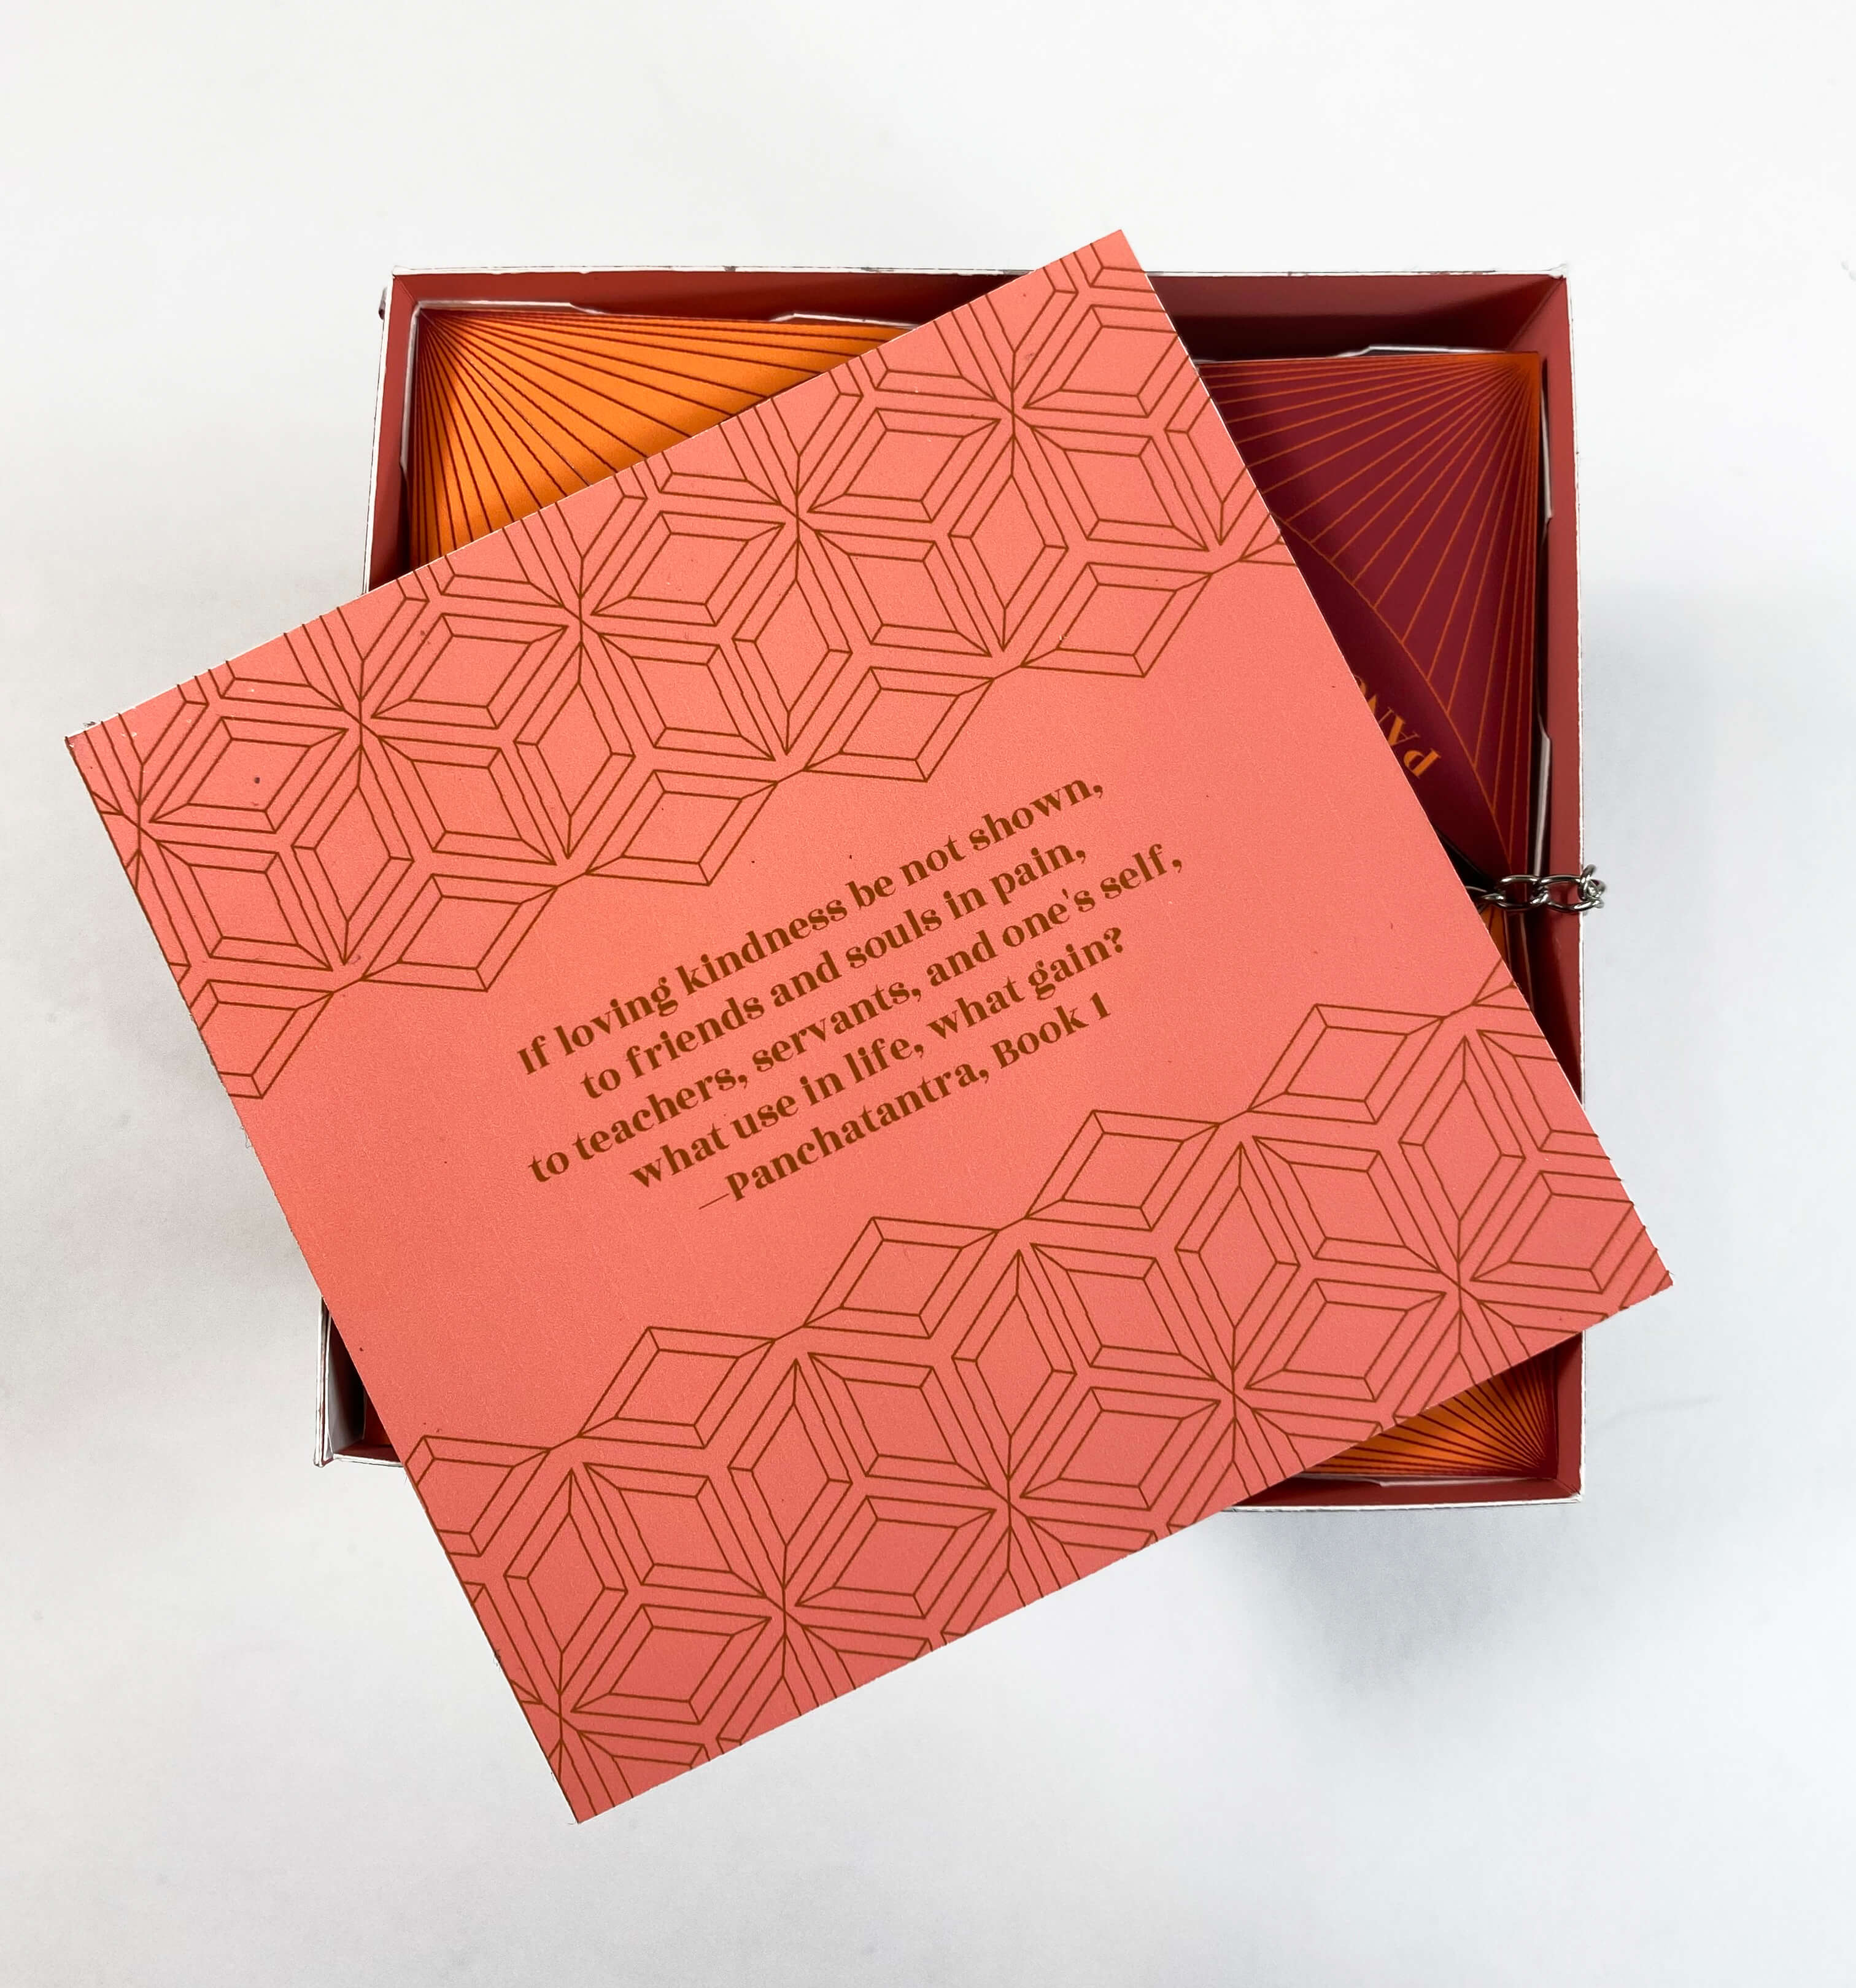 If loving kindness be not shown,
to friends and souls in pain,
to teachers, servants, and one's self,
what use in life, what gain?
—Panchatantra, Book 1